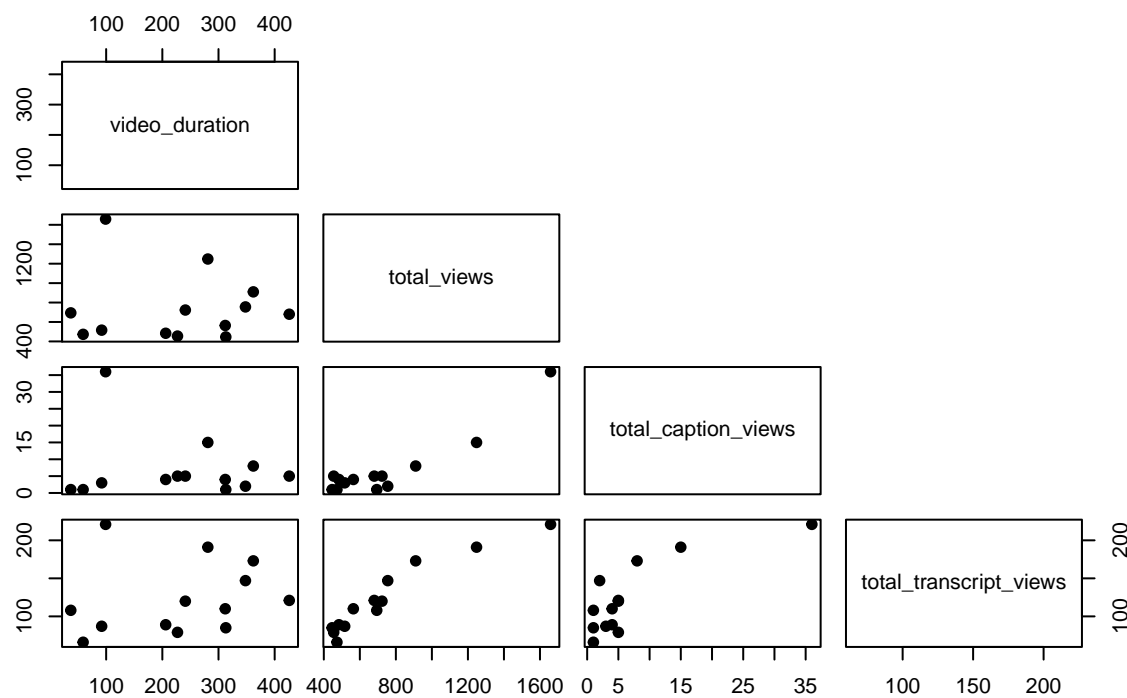 100 200 300 400
300
100
video_duration
1200
400
total_views
30
15
0
total_caption_views
200
100
total_transcript_views
200
100
100 200 300 400
400 800 1200 1600
0 5 15 25 35
100 150 200